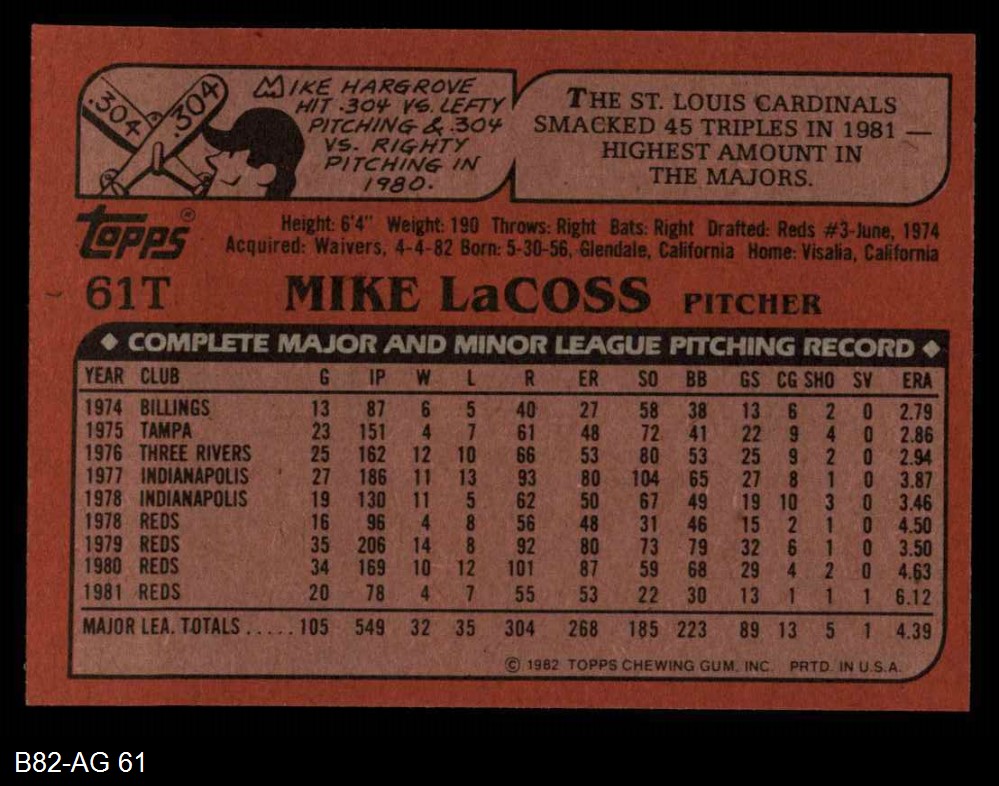 .304
.304
MIKE HARGROVE
HIT .304 VS. LEFTY
PITCHING & .304
VS. RIGHTY
PITCHING IN
1980.
THE ST. LOUIS CARDINALS
SMACKED 45 TRIPLES IN 1981 —
HIGHEST AMOUNT IN
THE MAJORS.
Topps®
Height: 6'4" Weight: 190 Throws: Right Bats: Right Drafted: Reds #3-June, 1974
Acquired: Waivers, 4-4-82 Born: 5-30-56, Glendale, California Home: Visalia, California
61T MIKE LaCOSS PITCHER
◆ COMPLETE MAJOR AND MINOR LEAGUE PITCHING RECORD ◆
YEAR CLUB G IP W L R ER SO BB GS CG SHO SV ERA
1974 BILLINGS 13 87 6 5 40 27 58 38 13 6 2 0 2.79
1975 TAMPA 23 151 4 7 61 48 72 41 22 9 4 0 2.86
1976 THREE RIVERS 25 162 12 10 66 53 80 53 25 9 2 0 2.94
1977 INDIANAPOLIS 27 186 11 13 93 80 104 65 27 8 1 0 3.87
1978 INDIANAPOLIS 19 130 11 5 62 50 67 49 19 10 3 0 3.46
1978 REDS 16 96 4 8 56 48 31 46 15 2 1 0 4.50
1979 REDS 35 206 14 8 92 80 73 79 32 6 1 0 3.50
1980 REDS 34 169 10 12 101 87 59 68 29 4 2 0 4.63
1981 REDS 20 78 4 7 55 53 22 30 13 1 1 1 6.12
MAJOR LEA. TOTALS ..... 105 549 32 35 304 268 185 223 89 13 5 1 4.39
© 1982 TOPPS CHEWING GUM, INC. PRTD. IN U.S.A.
B82-AG 61